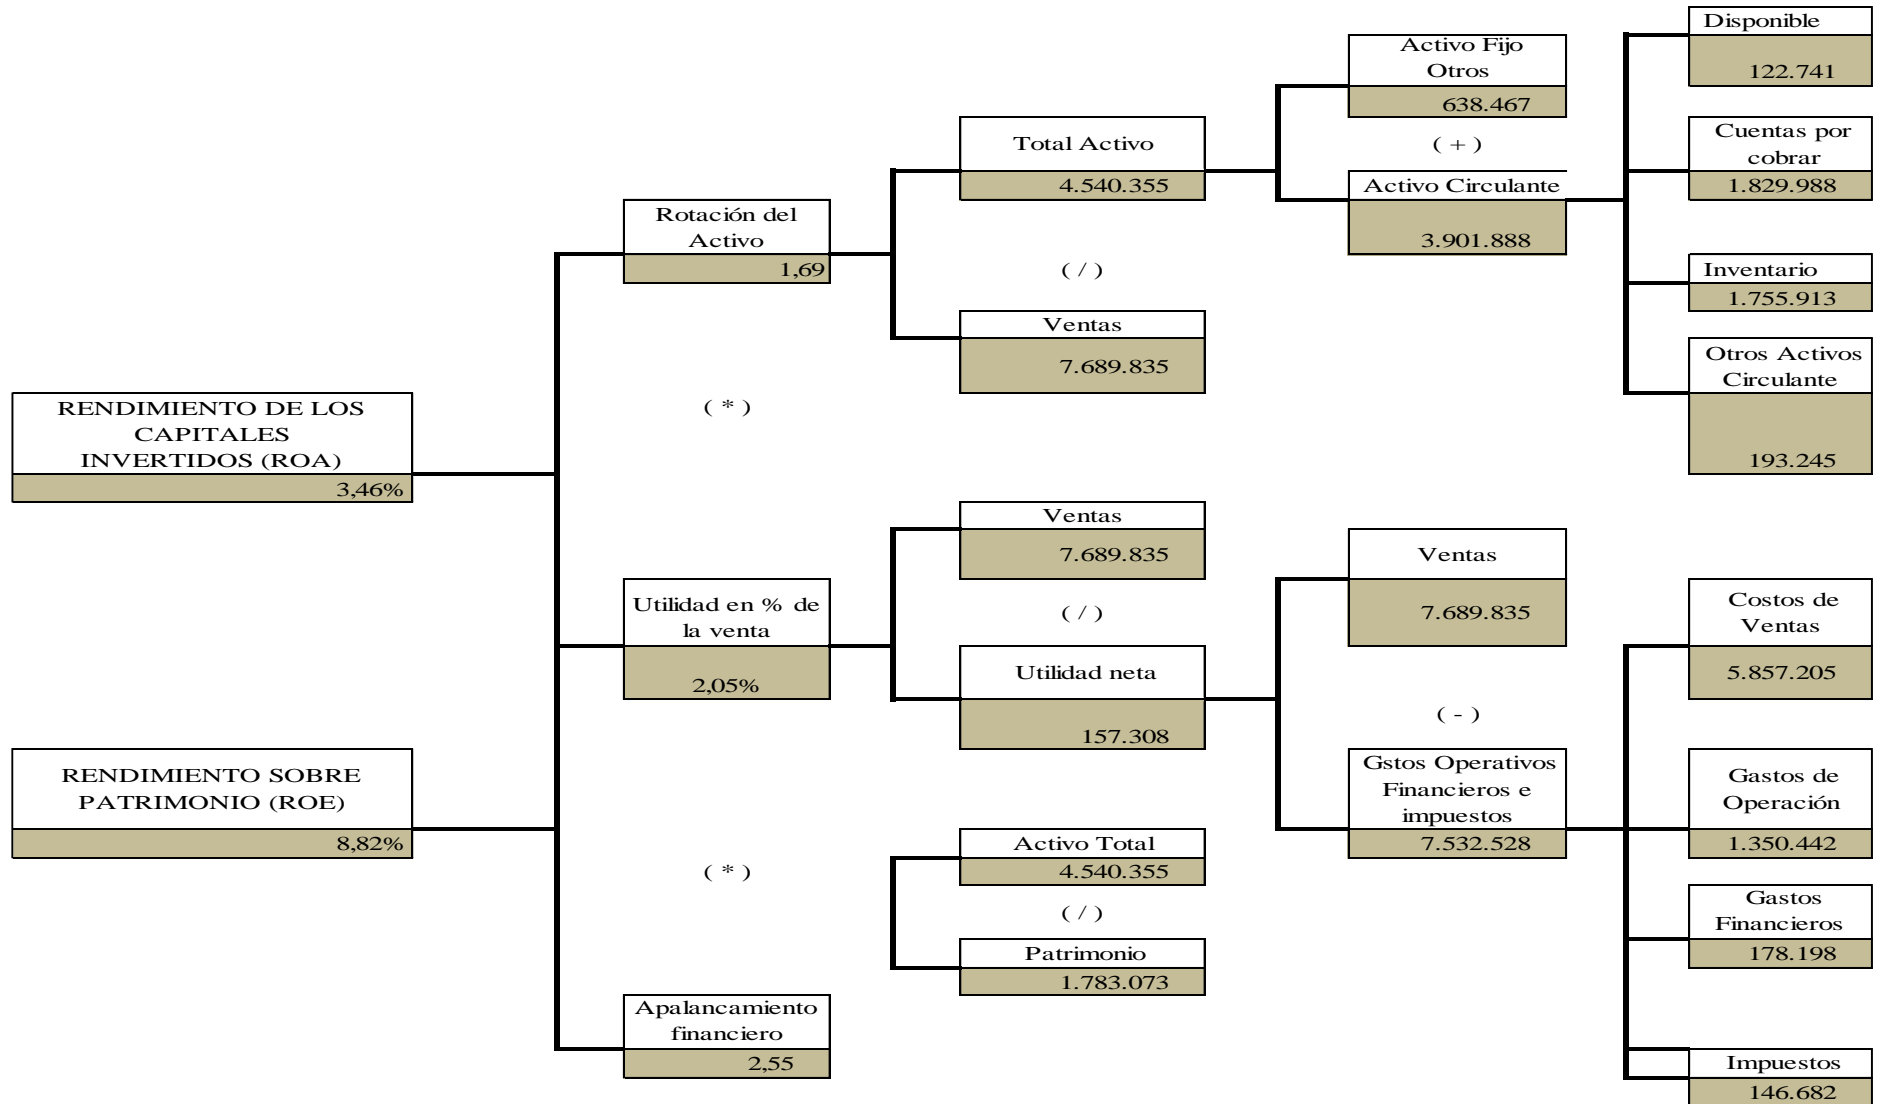 Disponible
122.741
Activo Fijo
Otros
638.467
( + )
Activo Circulante
3.901.888
Cuentas por
cobrar
1.829.988
Inventario
1.755.913
Otros Activos
Circulante
193.245
Total Activo
4.540.355
( / )
Ventas
7.689.835
Rotación del
Activo
1,69
( * )
RENDIMIENTO DE LOS
CAPITALES
INVERTIDOS (ROA)
3,46%
Ventas
7.689.835
( / )
Utilidad neta
157.308
Utilidad en % de
la venta
2,05%
Ventas
7.689.835
( - )
Gstos Operativos
Financieros e
impuestos
7.532.528
Costos de
Ventas
5.857.205
Gastos de
Operación
1.350.442
Gastos
Financieros
178.198
Impuestos
146.682
RENDIMIENTO SOBRE
PATRIMONIO (ROE)
8,82%
( * )
Activo Total
4.540.355
( / )
Patrimonio
1.783.073
Apalancamiento
financiero
2,55